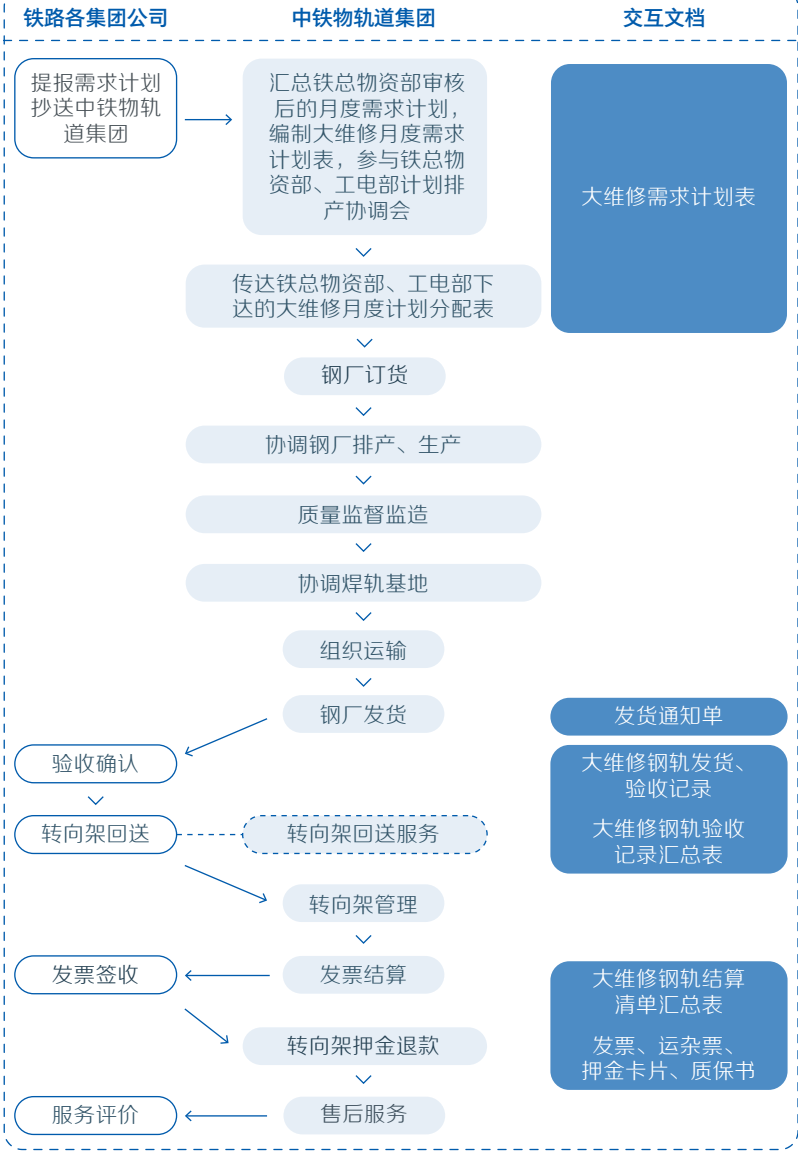 铁路各集团公司
中铁物轨道集团
交互文档
提报需求计划
抄送中铁物轨
道集团
汇总铁总物资部审核
后的月度需求计划，
编制大维修月度需求
计划表，参与铁总物
资部、工电部计划排
产协调会
大维修需求计划表
传达铁总物资部、工电部下
达的大维修月度计划分配表
钢厂订货
协调钢厂排产、生产
质量监督监造
协调焊轨基地
组织运输
钢厂发货
发货通知单
验收确认
大维修钢轨发货、
验收记录
大维修钢轨验收
记录汇总表
转向架回送
转向架回送服务
转向架管理
发票签收
发票结算
大维修钢轨结算
清单汇总表
发票、运杂票、
押金卡片、质保书
转向架押金退款
服务评价
售后服务